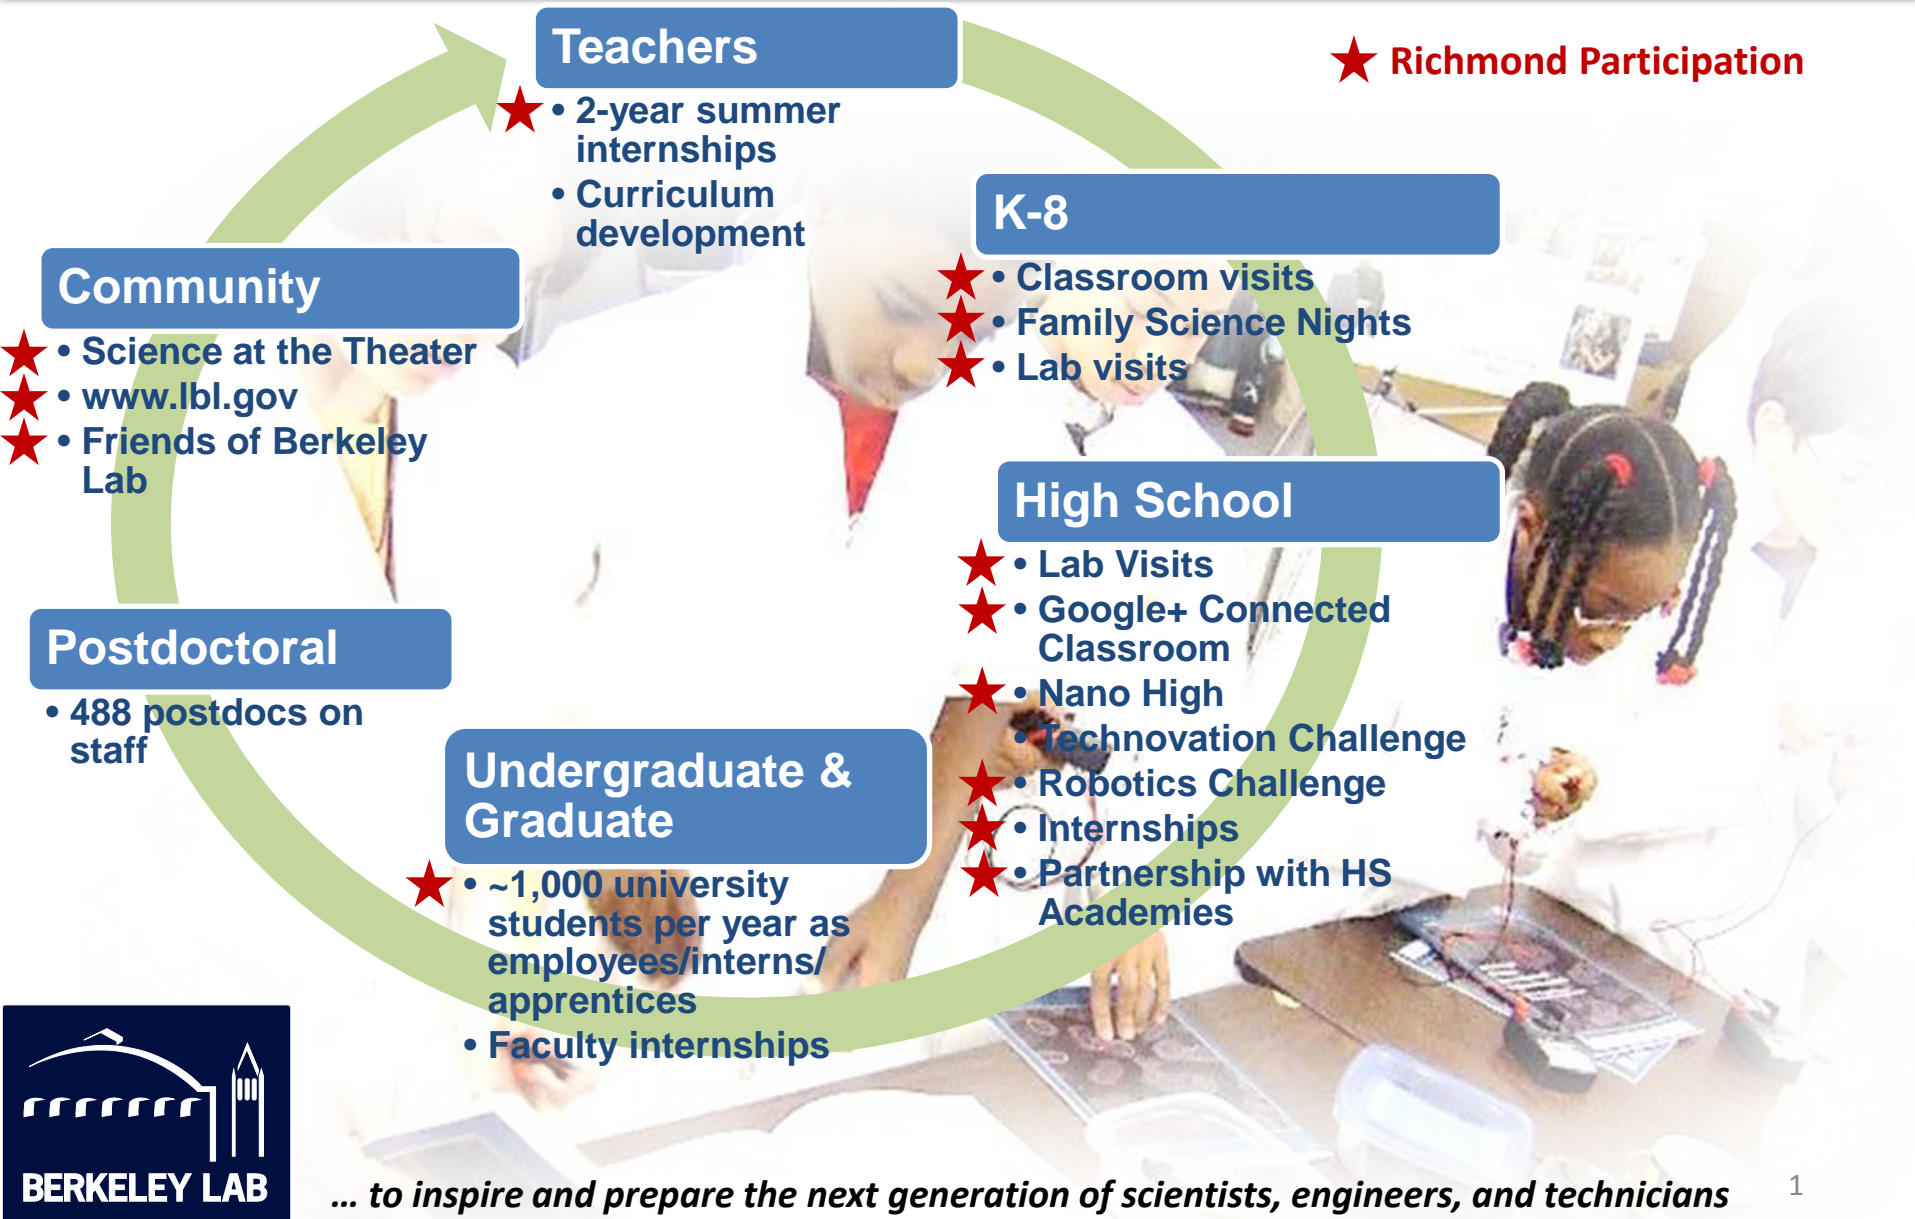 Teachers
• 2-year summer
internships
• Curriculum
development
★ Richmond Participation
K-8
• Classroom visits
• Family Science Nights
• Lab visits
High School
• Lab Visits
• Google+ Connected
Classroom
• Nano High
• Technovation Challenge
• Robotics Challenge
• Internships
• Partnership with HS
Academies
Undergraduate &
Graduate
• ~1,000 university
students per year as
employees/interns/
apprentices
• Faculty internships
Postdoctoral
• 488 postdocs on
staff
Community
• Science at the Theater
• www.lbl.gov
• Friends of Berkeley
Lab
BERKELEY LAB
... to inspire and prepare the next generation of scientists, engineers, and technicians
1